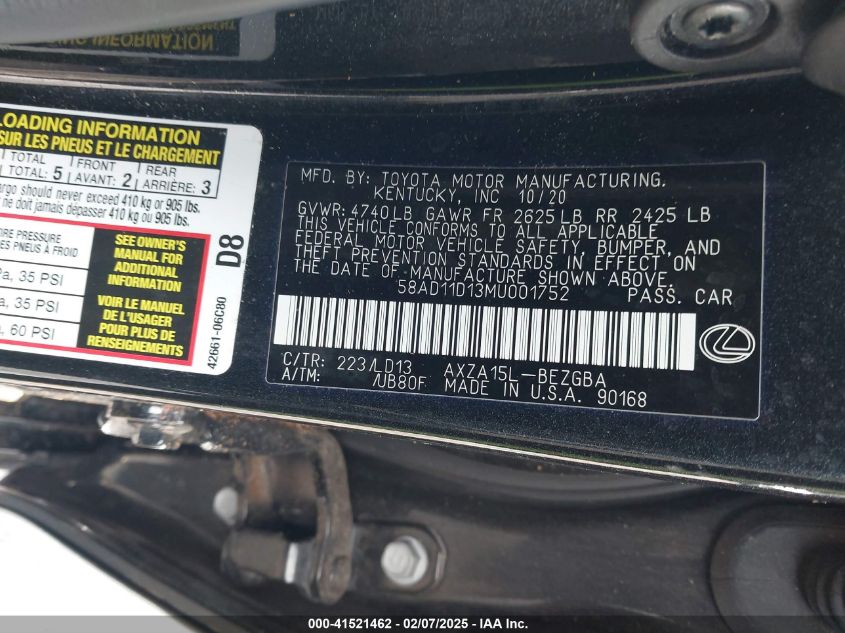 LOADING INFORMATION
SUR LES PNEUS ET LE CHARGEMENT
TOTAL FRONT REAR
TOTAL: 5 AVANT: 2 ARRIÈRE: 3
should never exceed 410 kg or 905 lbs.
ne doit jamais dépasser 410 kg ou 905 lbs.
PRESSURE
DES PNEUS À FROID
35 PSI
35 PSI
60 PSI
SEE OWNER'S
MANUAL FOR
ADDITIONAL
INFORMATION
VOIR LE MANUEL
DE L'USAGER
POUR PLUS DE
RENSEIGNEMENTS
D8
42661-06C80
MFD. BY: TOYOTA MOTOR MANUFACTURING,
KENTUCKY, INC 10/20
GVWR: 4740LB GAWR FR 2625LB RR 2425 LB
THIS VEHICLE CONFORMS TO ALL APPLICABLE
FEDERAL MOTOR VEHICLE SAFETY, BUMPER, AND
THEFT PREVENTION STANDARDS IN EFFECT ON
THE DATE OF MANUFACTURE SHOWN ABOVE.
58AD11D13MU001752 PASS. CAR
C/TR: 223/LD13 AXZA15L-BEZGBA
A/TM: /UB80F MADE IN U.S.A. 90168
000-41521462 - 02/07/2025 - IMPACT, INC.